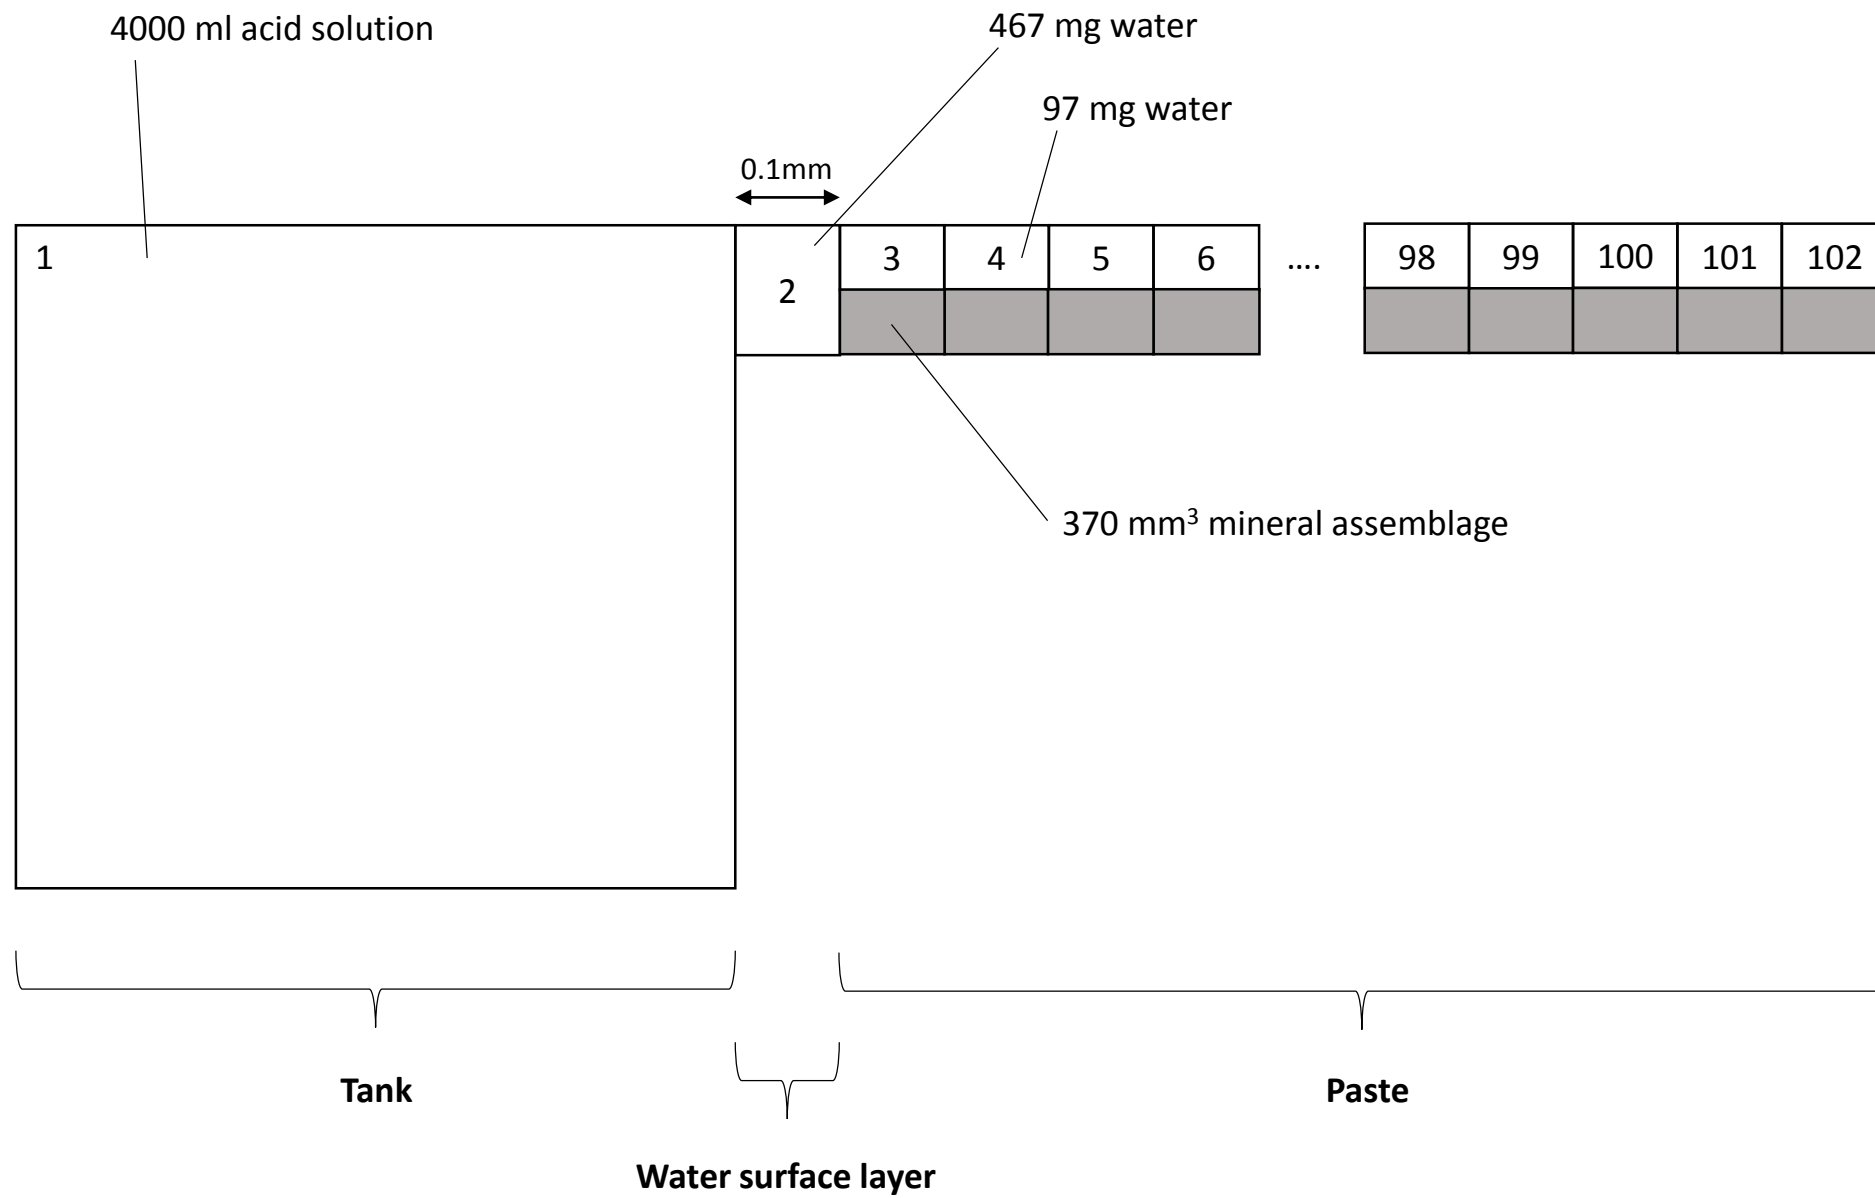 4000 ml acid solution
467 mg water
97 mg water
0.1mm
1
2
3 4 5 6 .... 98 99 100 101 102
370 mm³ mineral assemblage
Tank
Paste
Water surface layer